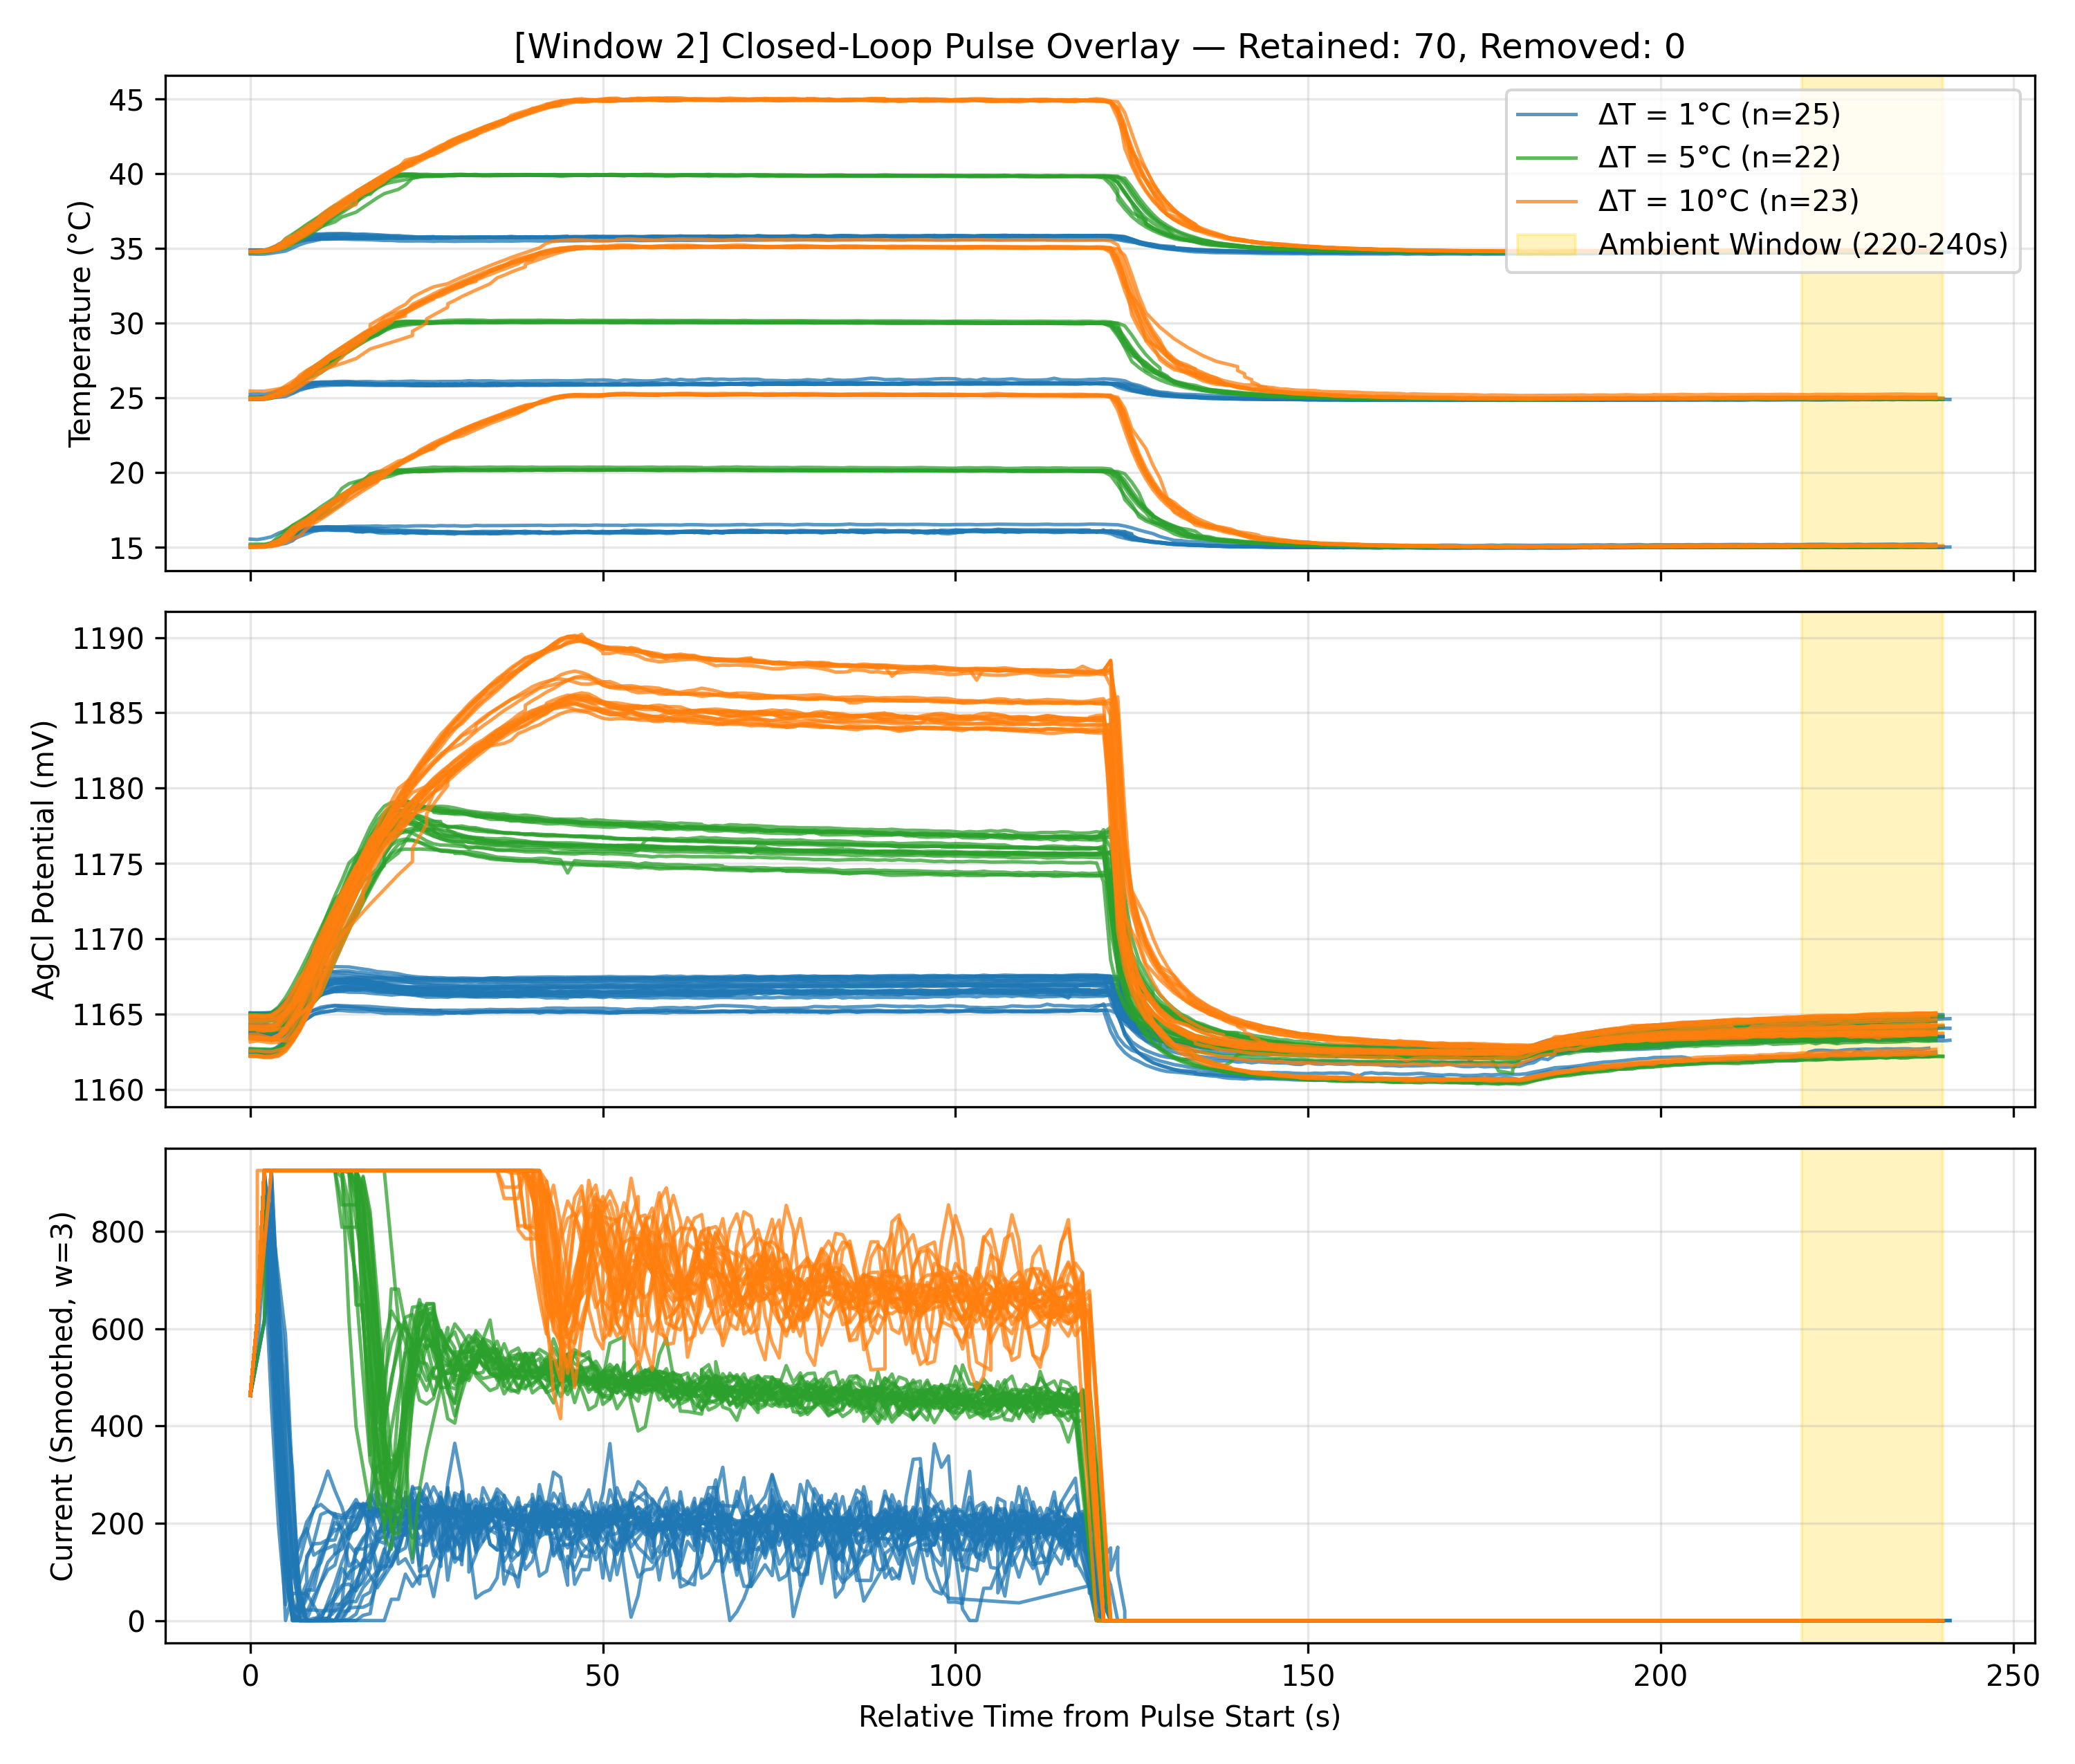 [Window 2] Closed-Loop Pulse Overlay — Retained: 70, Removed: 0
Temperature (°C)
45
40
35
30
25
20
15
ΔT = 1°C (n=25)
ΔT = 5°C (n=22)
ΔT = 10°C (n=23)
Ambient Window (220-240s)
AgCl Potential (mV)
1190
1185
1180
1175
1170
1165
1160
Current (Smoothed, w=3)
800
600
400
200
0
0 50 100 150 200 250
Relative Time from Pulse Start (s)